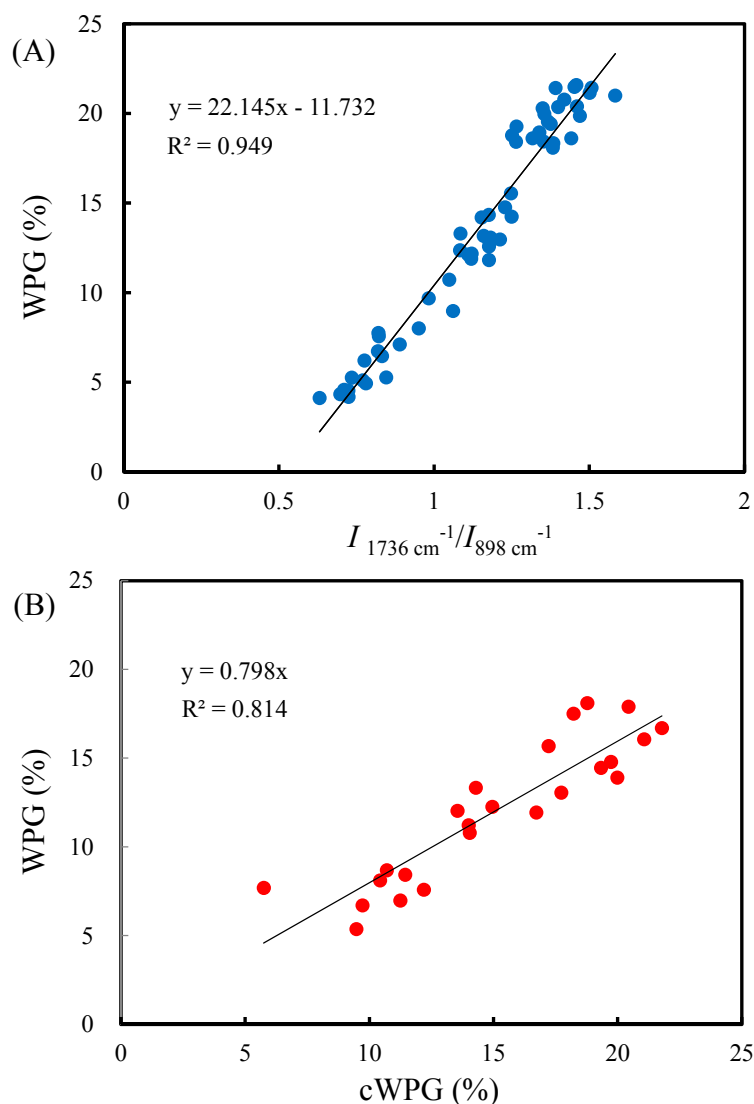 (A)
25
20
15
10
5
0
WPG (%)
y = 22.145x - 11.732
R² = 0.949
0 0.5 1 1.5 2
I 1736 cm⁻¹/I898 cm⁻¹
(B)
25
20
15
10
5
0
WPG (%)
y = 0.798x
R² = 0.814
0 5 10 15 20 25
cWPG (%)